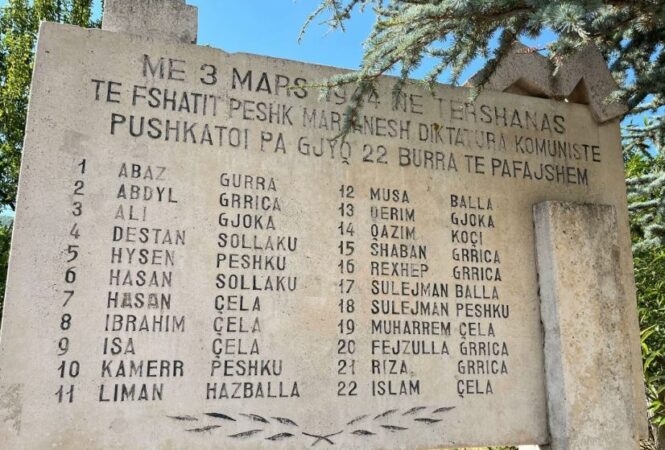 ME 3 MARS 1944 NE TERSHANAS
TE FSHATIT PESHK MARTANESH DIKTATURA KOMUNISTE
PUSHKATOI PA GJYQ 22 BURRA TE PAFAJSHEM
1 ABAZ GURRA
2 ABDYL GRRICA
3 ALI GJOKA
4 DESTAN SOLLAKU
5 HYSEN PESHKU
6 HASAN SOLLAKU
7 HASAN ÇELA
8 IBRAHIM ÇELA
9 ISA ÇELA
10 KAMERR PESHKU
11 LIMAN HAZBALLA
12 MUSA BALLA
13 QERIM GJOKA
14 QAZIM KOÇI
15 SHABAN GRRICA
16 REXHEP GRRICA
17 SULEJMAN BALLA
18 SULEJMAN PESHKU
19 MUHARREM ÇELA
20 FEJZULLA GRRICA
21 RIZA GRRICA
22 ISLAM ÇELA